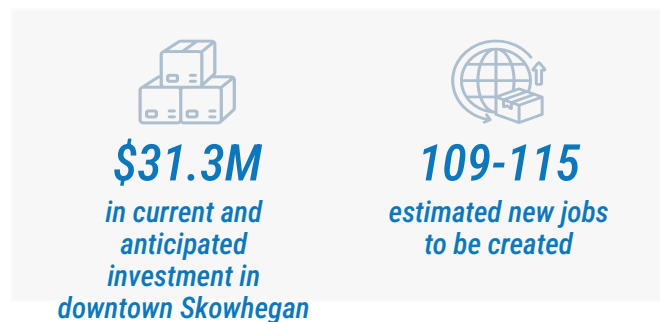 $31.3M
in current and
anticipated
investment in
downtown Skowhegan
109-115
estimated new jobs
to be created